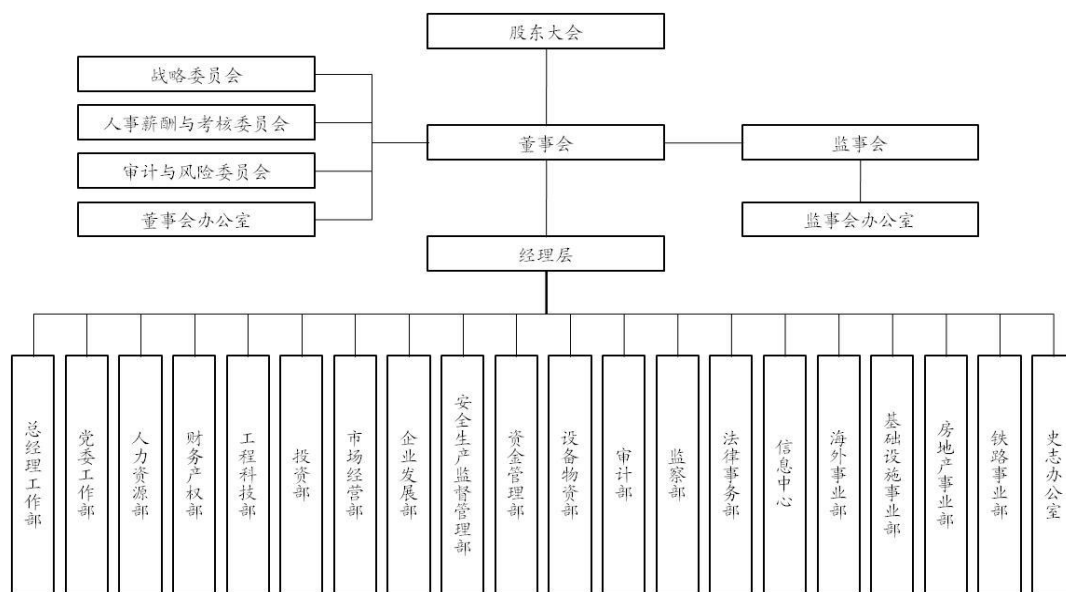 股东大会
战略委员会
人事薪酬与考核委员会
董事会
监事会
审计与风险委员会
董事会办公室
监事会办公室
经理层
总经理工作部
党委工作部
人力资源部
财务产权部
工程科技部
投资部
市场经营部
企业发展部
安全生产监督管理部
资金管理部
设备物资部
审计部
监察部
法律事务部
信息中心
海外事业部
基础设施事业部
房地产事业部
铁路事业部
史志办公室